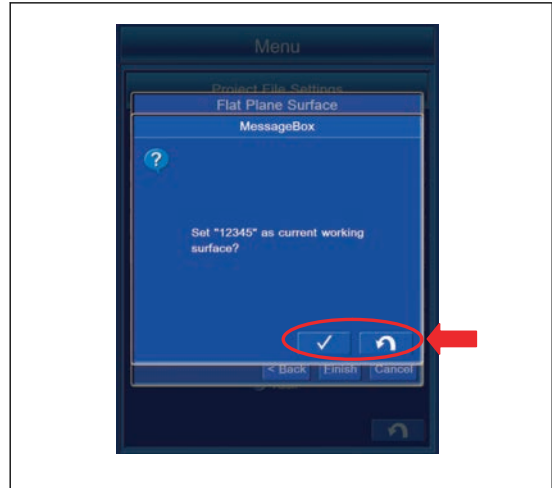 Menu
Project File Settings
Flat Plane Surface
MessageBox
?
Set "12345" as current working
surface?
< Back Finish Cancel